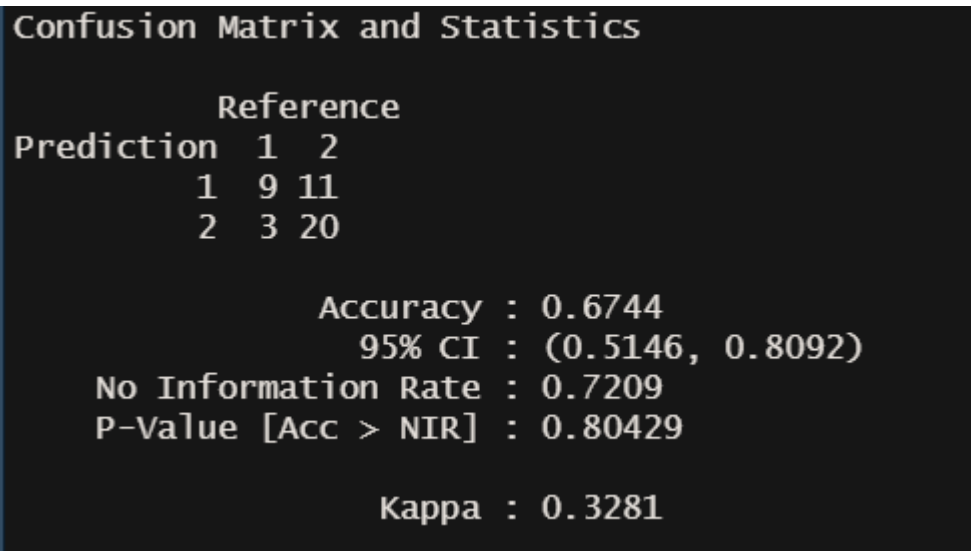 Confusion Matrix and Statistics
Reference
Prediction 1 2
1 9 11
2 3 20
Accuracy : 0.6744
95% CI : (0.5146, 0.8092)
No Information Rate : 0.7209
P-Value [Acc > NIR] : 0.80429
Kappa : 0.3281